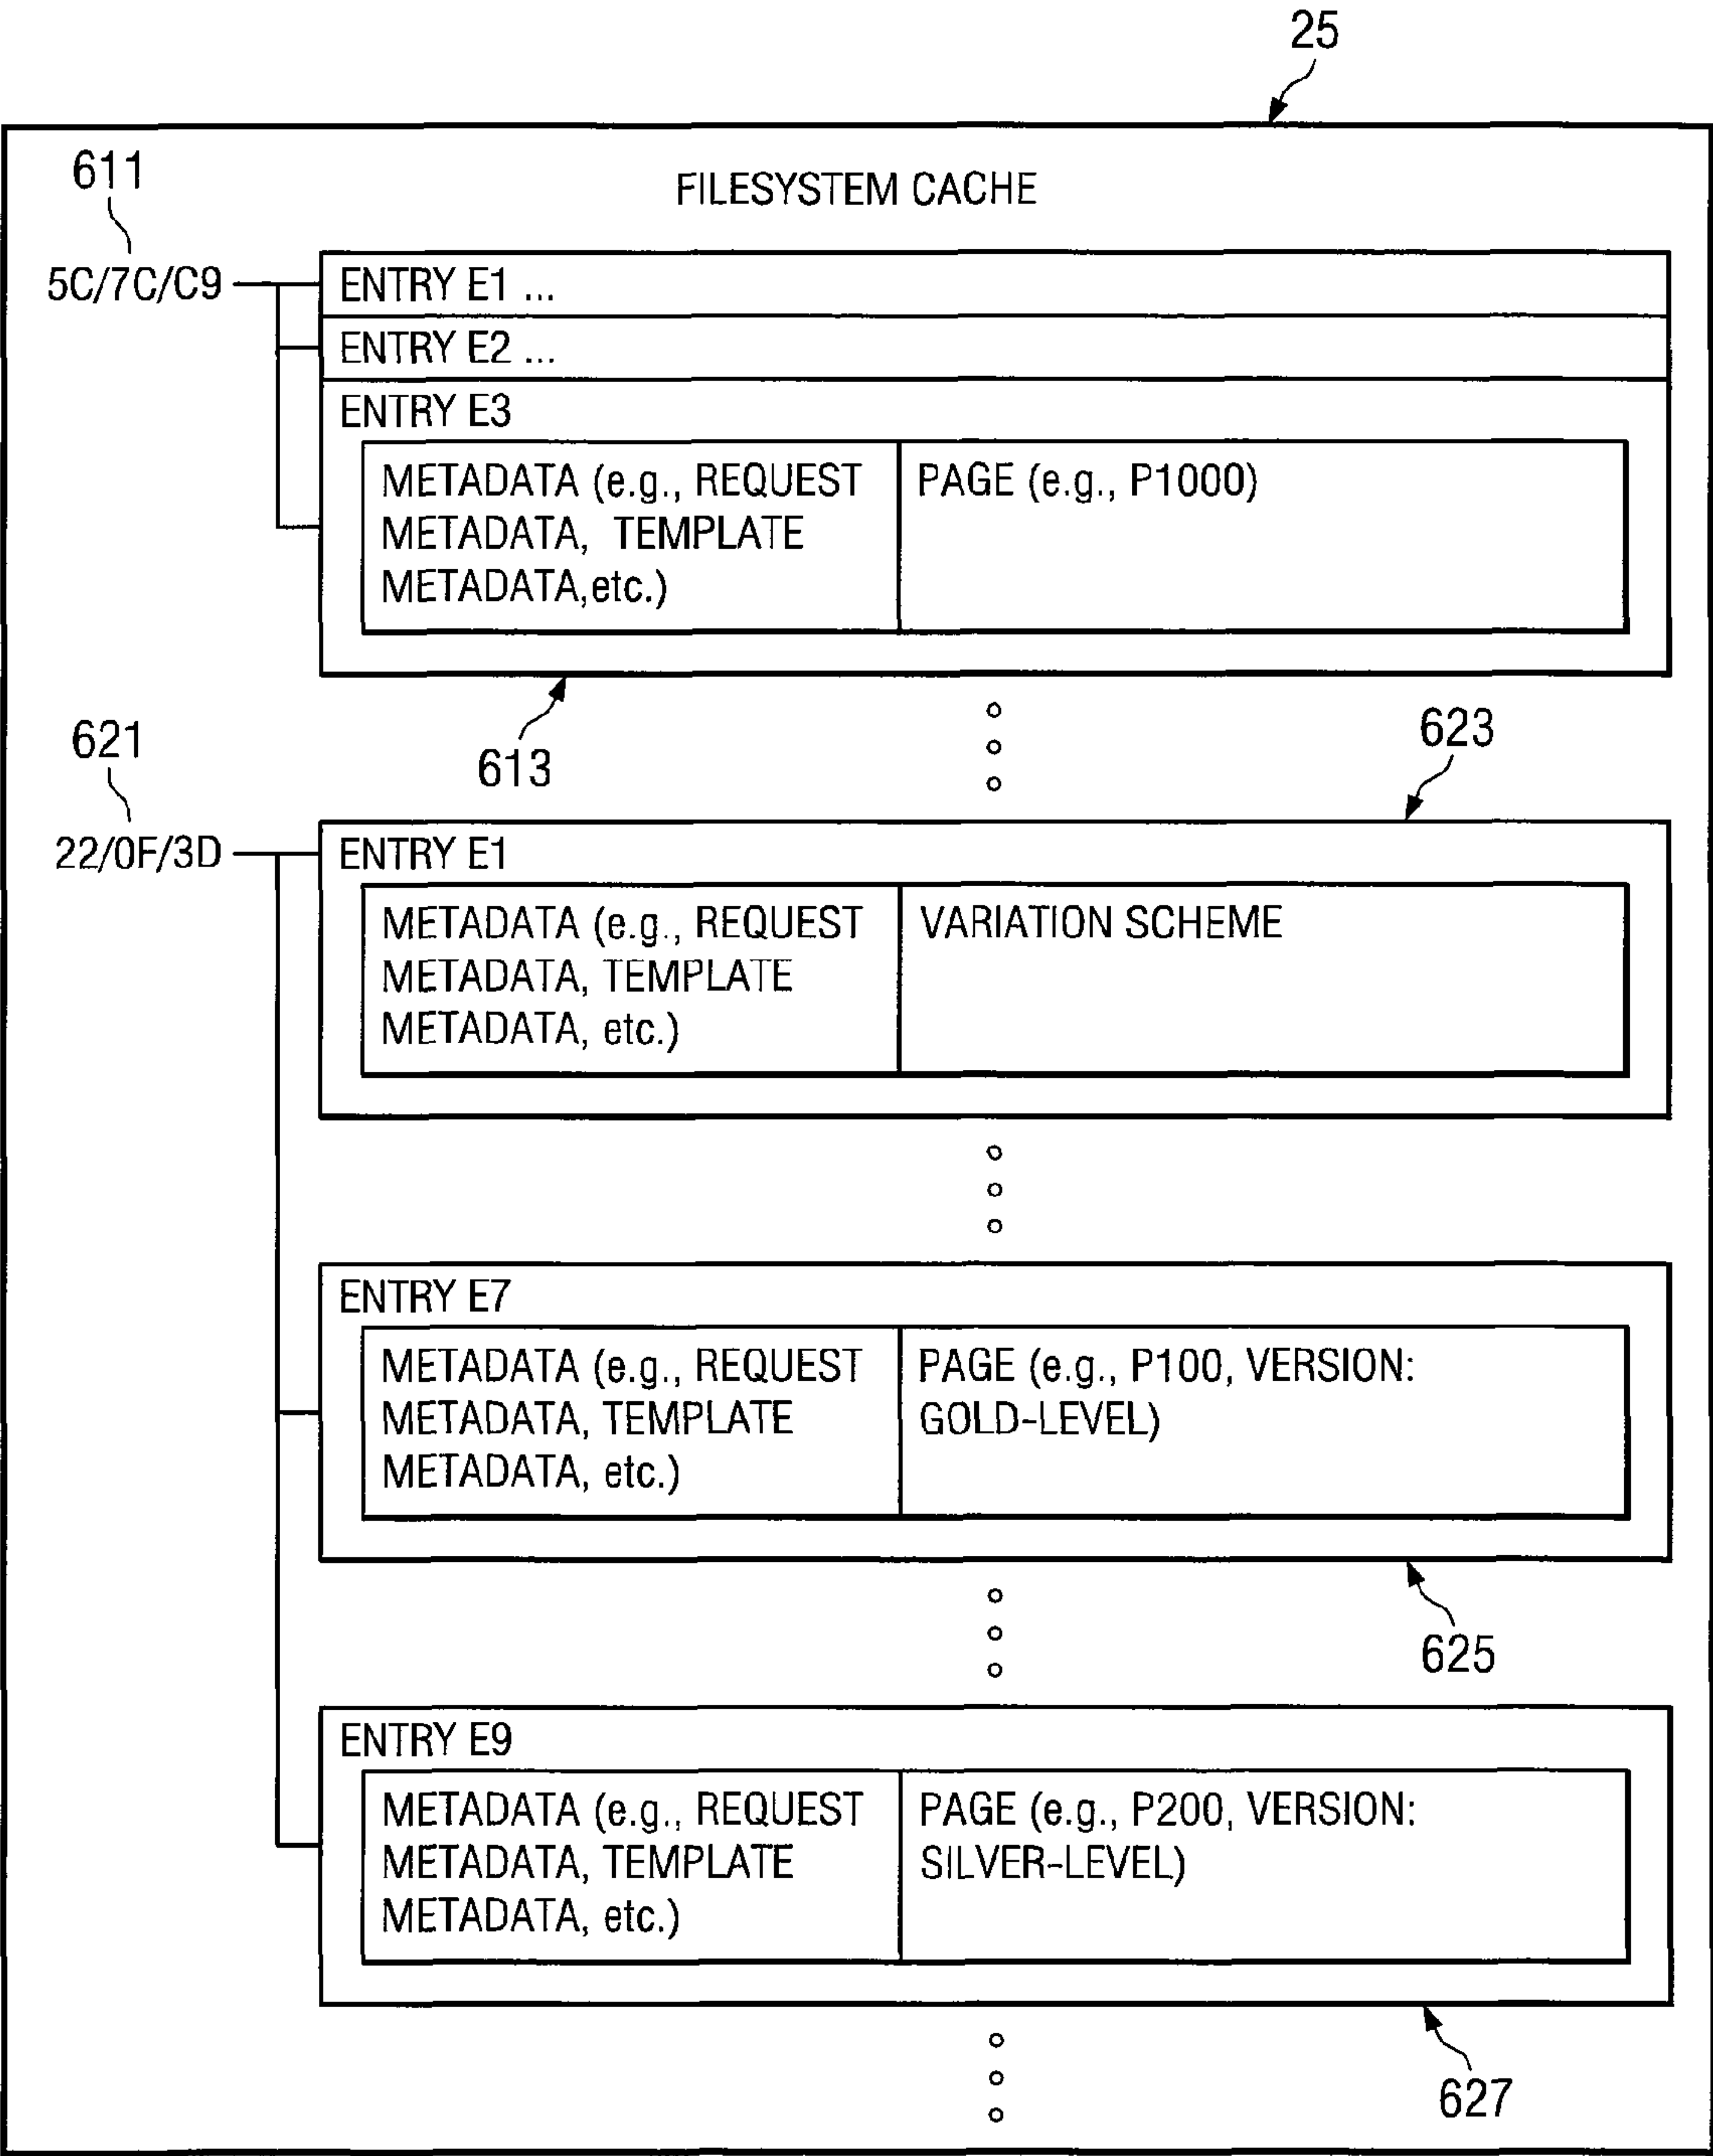 25
611
FILESYSTEM CACHE
5C/7C/C9
ENTRY E1 ...
ENTRY E2 ...
ENTRY E3
METADATA (e.g., REQUEST
METADATA, TEMPLATE
METADATA,etc.)
PAGE (e.g., P1000)
613
621
623
22/0F/3D
ENTRY E1
METADATA (e.g., REQUEST
METADATA, TEMPLATE
METADATA, etc.)
VARIATION SCHEME
ENTRY E7
METADATA (e.g., REQUEST
METADATA, TEMPLATE
METADATA, etc.)
PAGE (e.g., P100, VERSION:
GOLD-LEVEL)
625
ENTRY E9
METADATA (e.g., REQUEST
METADATA, TEMPLATE
METADATA, etc.)
PAGE (e.g., P200, VERSION:
SILVER-LEVEL)
627